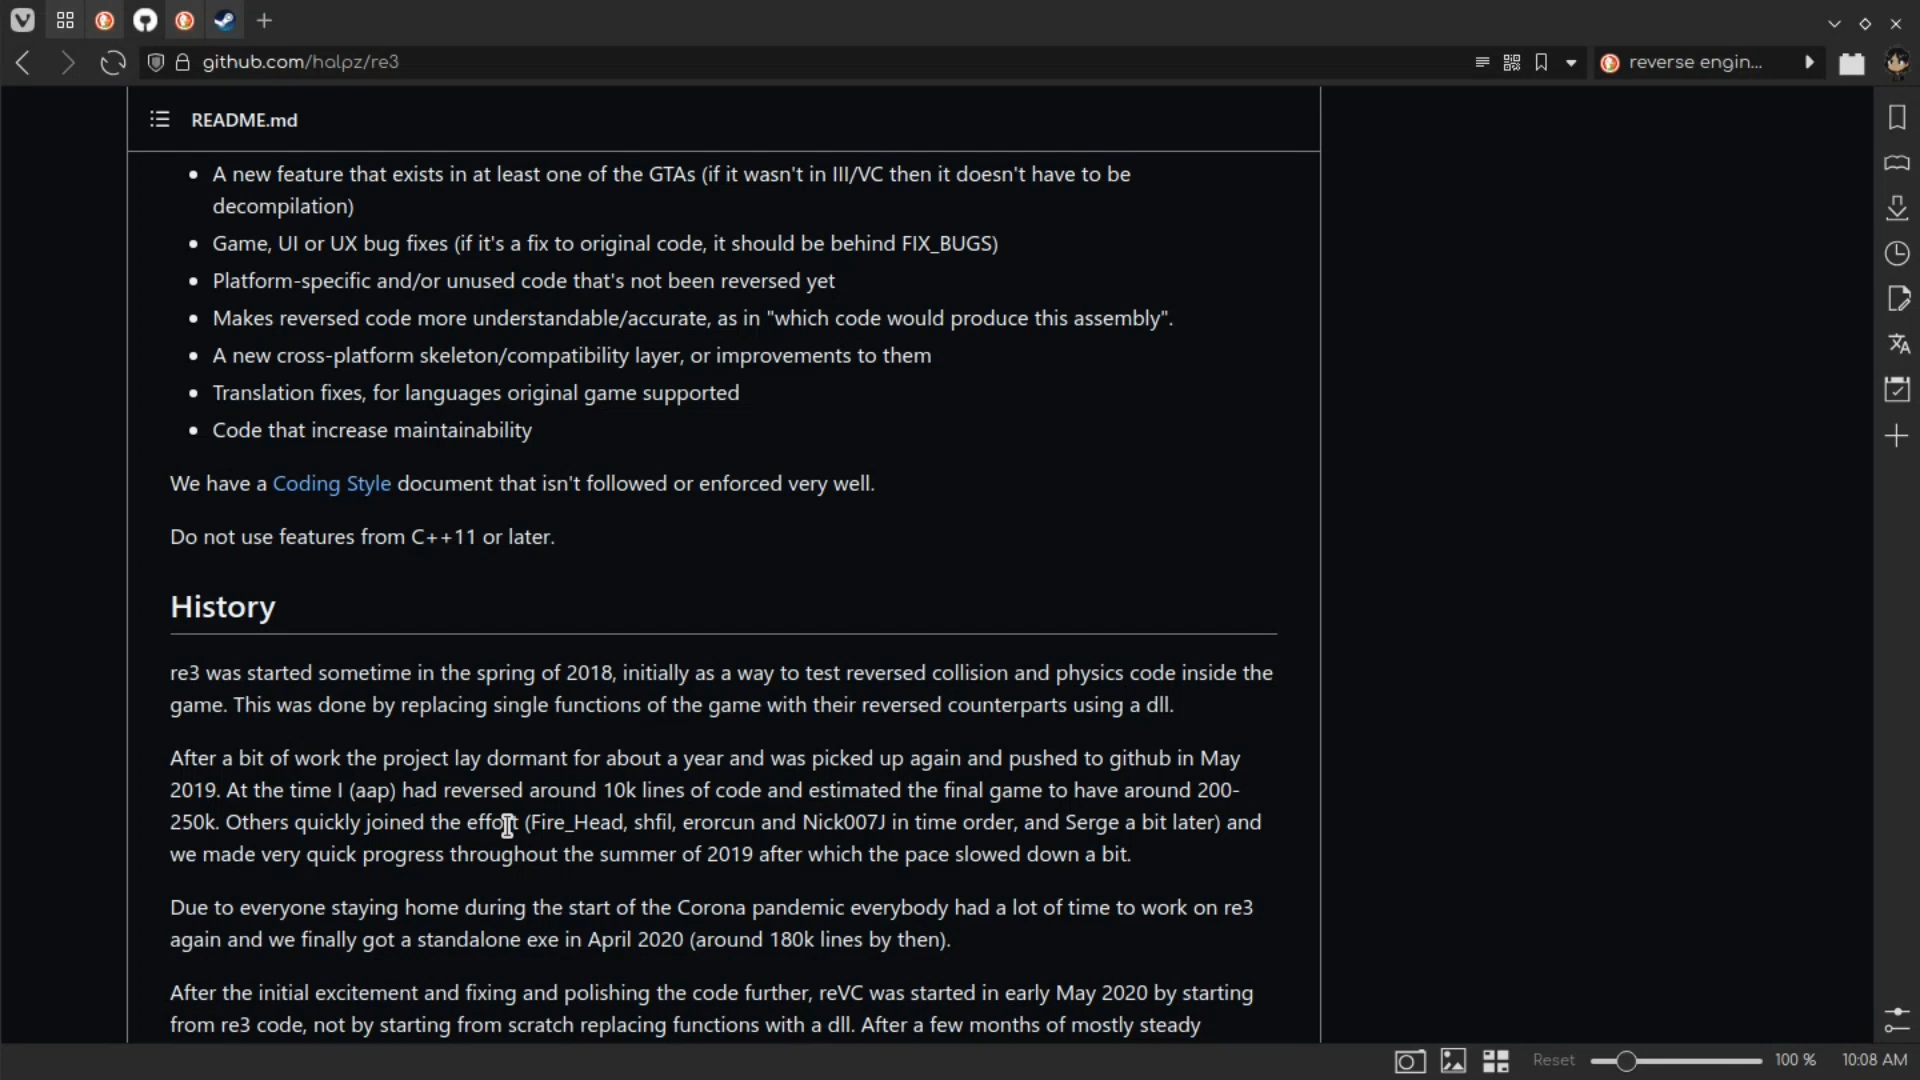 github.com/halpz/re3
reverse engin...
README.md
A new feature that exists in at least one of the GTAs (if it wasn't in III/VC then it doesn't have to be
decompilation)
Game, UI or UX bug fixes (if it's a fix to original code, it should be behind FIX_BUGS)
Platform-specific and/or unused code that's not been reversed yet
Makes reversed code more understandable/accurate, as in "which code would produce this assembly".
A new cross-platform skeleton/compatibility layer, or improvements to them
Translation fixes, for languages original game supported
Code that increase maintainability
We have a Coding Style document that isn't followed or enforced very well.
Do not use features from C++11 or later.
History
re3 was started sometime in the spring of 2018, initially as a way to test reversed collision and physics code inside the
game. This was done by replacing single functions of the game with their reversed counterparts using a dll.
After a bit of work the project lay dormant for about a year and was picked up again and pushed to github in May
2019. At the time I (aap) had reversed around 10k lines of code and estimated the final game to have around 200-
250k. Others quickly joined the effort (Fire_Head, shfil, erorcun and Nick007J in time order, and Serge a bit later) and
we made very quick progress throughout the summer of 2019 after which the pace slowed down a bit.
Due to everyone staying home during the start of the Corona pandemic everybody had a lot of time to work on re3
again and we finally got a standalone exe in April 2020 (around 180k lines by then).
After the initial excitement and fixing and polishing the code further, reVC was started in early May 2020 by starting
from re3 code, not by starting from scratch replacing functions with a dll. After a few months of mostly steady
Reset 100 % 10:08 AM